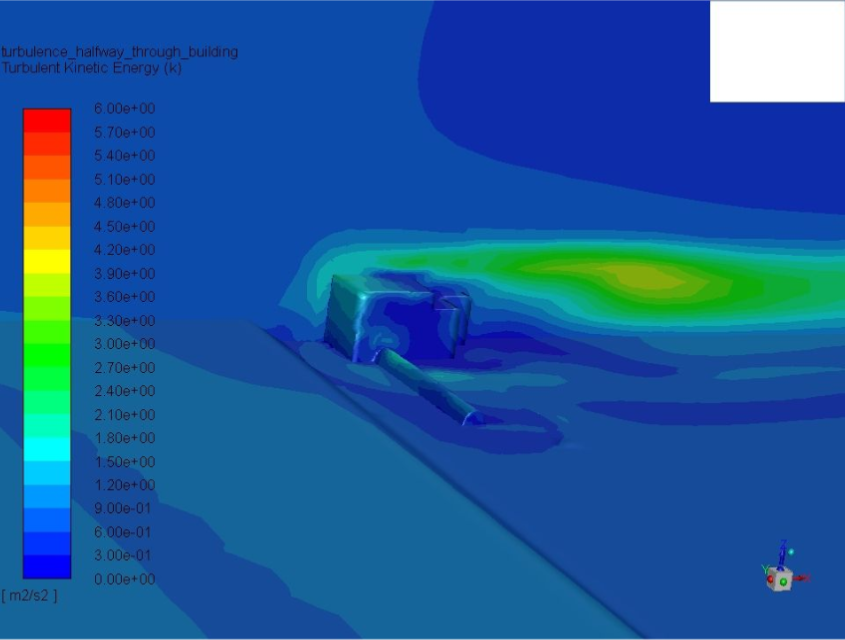 turbulence_halfway_through_building
Turbulent Kinetic Energy (k)
6.00e+00
5.70e+00
5.40e+00
5.10e+00
4.80e+00
4.50e+00
4.20e+00
3.90e+00
3.60e+00
3.30e+00
3.00e+00
2.70e+00
2.40e+00
2.10e+00
1.80e+00
1.50e+00
1.20e+00
9.00e-01
6.00e-01
3.00e-01
0.00e+00
[ m2/s2 ]
Z
Y